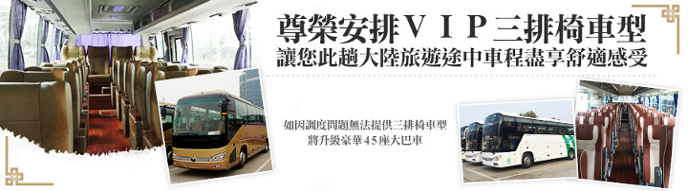 尊榮安排ＶＩＰ三排椅車型
讓您此趟大陸旅遊途中車程盡享舒適感受
如因調度問題無法提供三排椅車型
將升級豪華45座大巴車